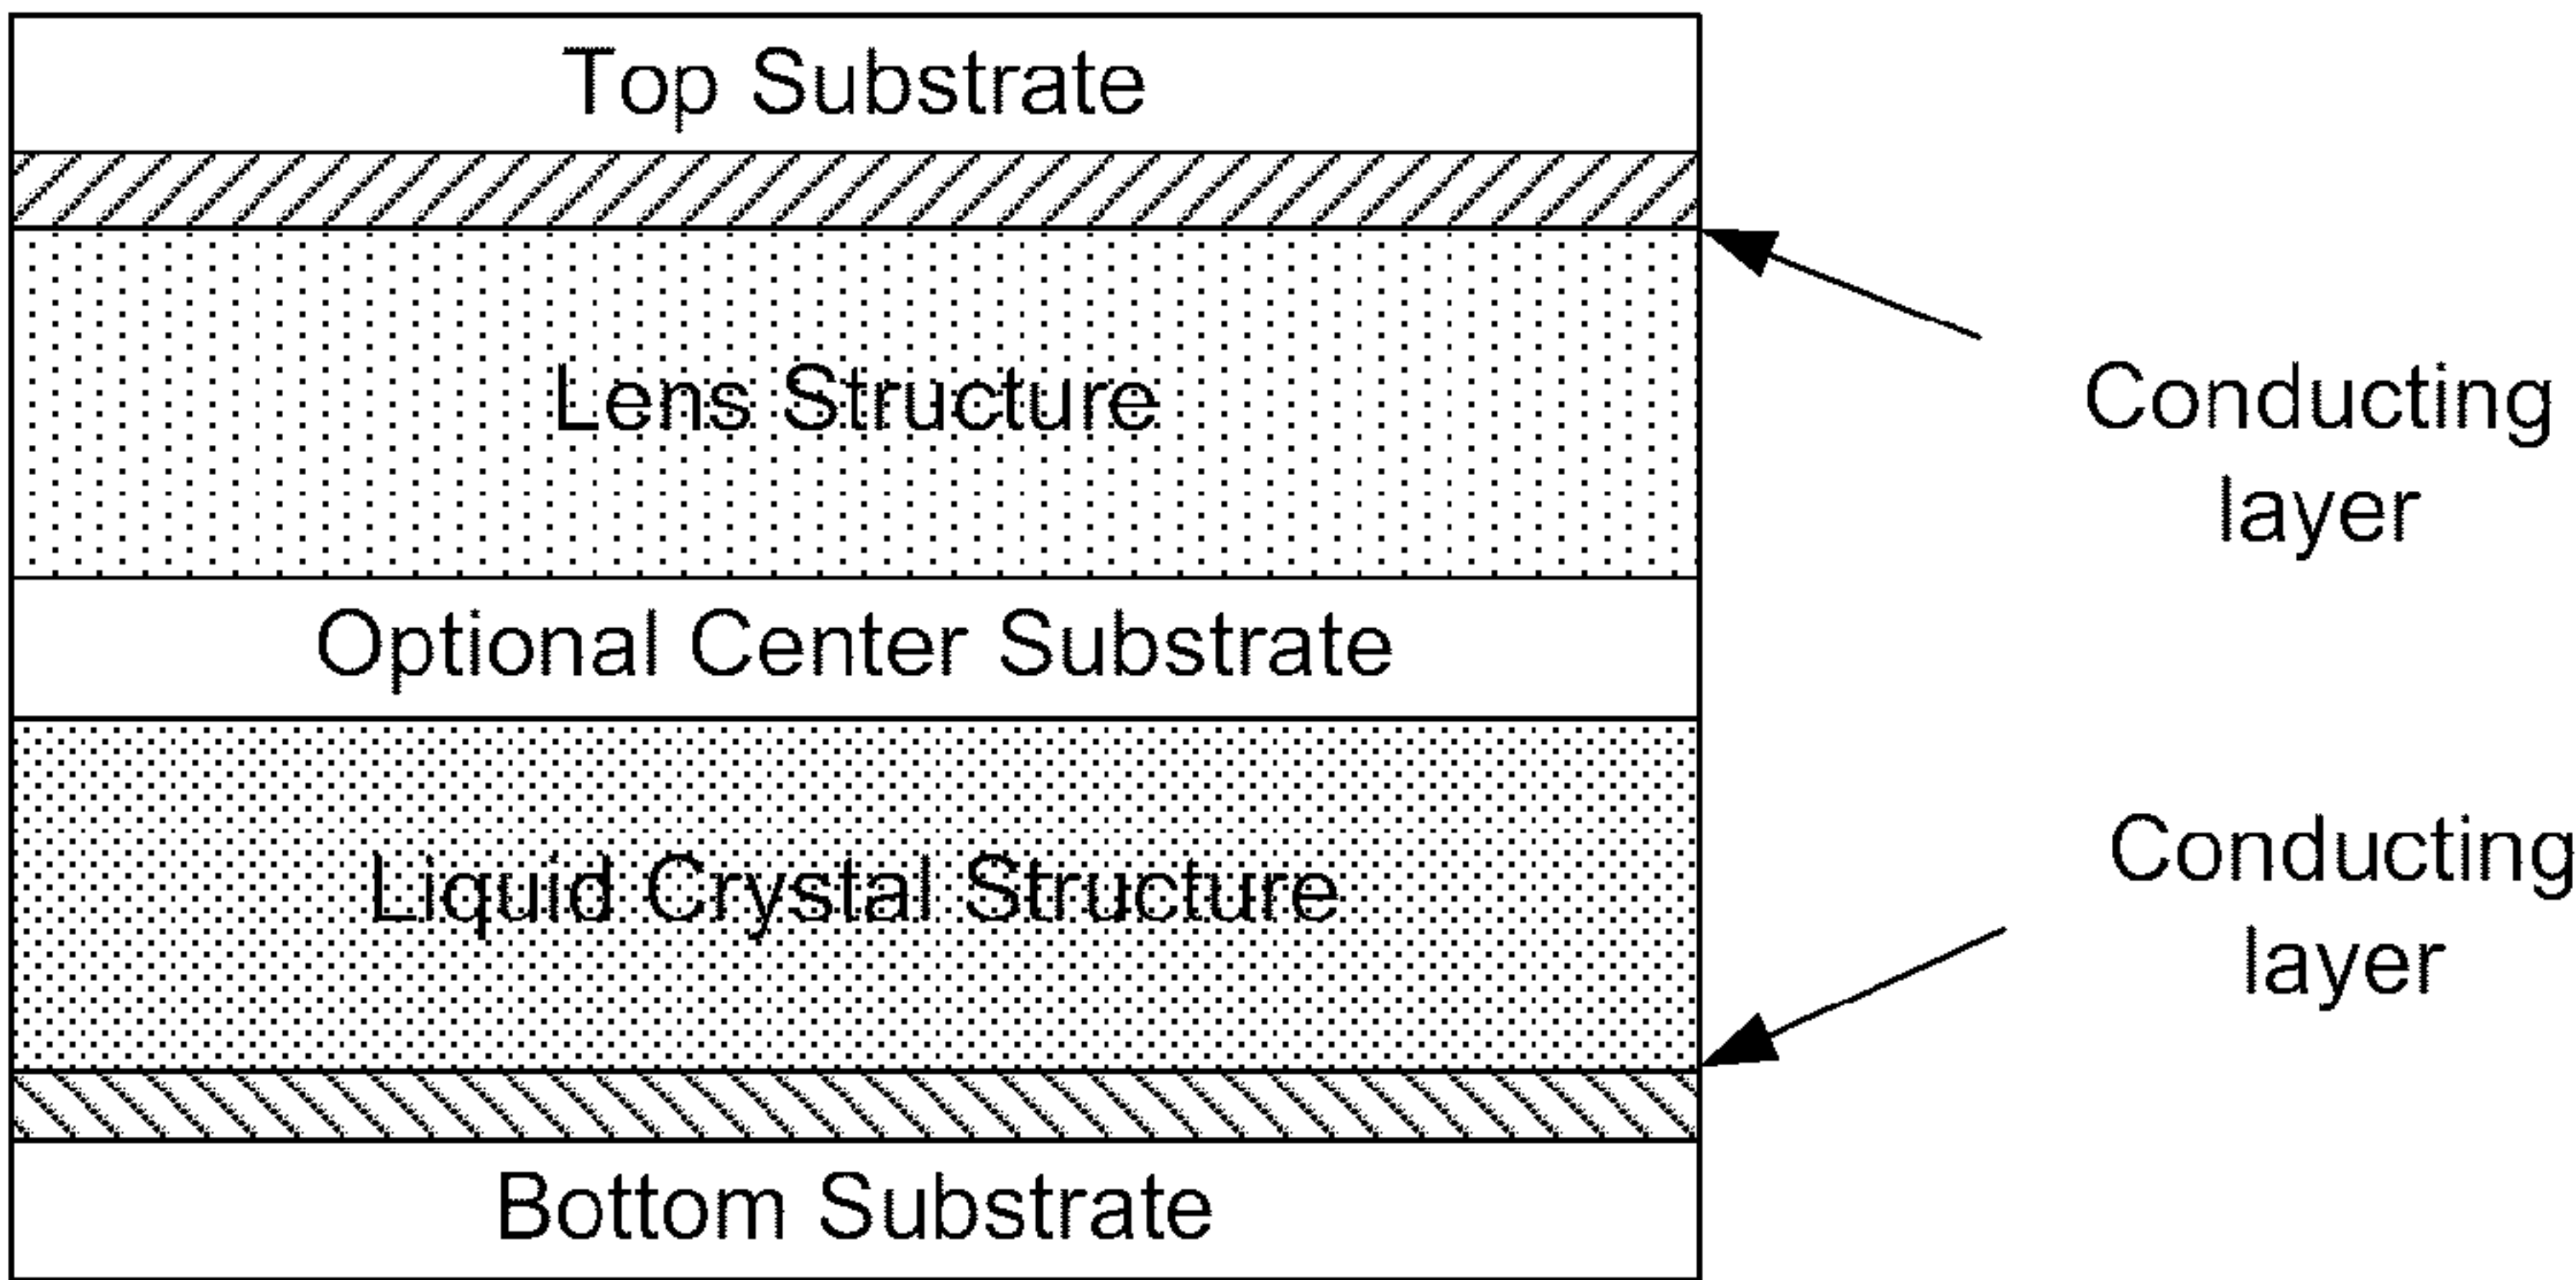 Top Substrate
Lens Structure
Conducting
layer
Optional Center Substrate
Liquid Crystal Structure
Conducting
layer
Bottom Substrate